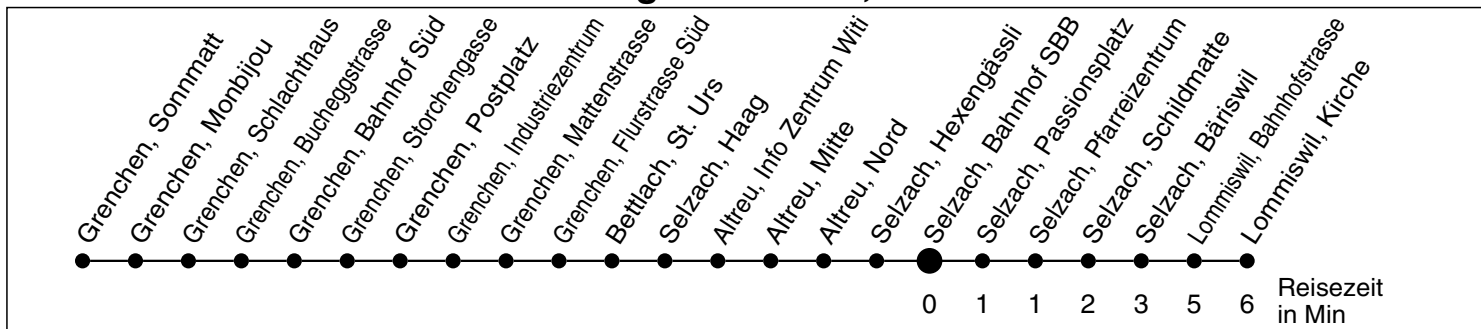 Grenchen, Sonnmatt
Grenchen, Monbijou
Grenchen, Schlachthaus
Grenchen, Bucheggstrasse
Grenchen, Bahnhof Süd
Grenchen, Storchengasse
Grenchen, Postplatz
Grenchen, Industriezentrum
Grenchen, Mattenstrasse
Grenchen, Flurstrasse Süd
Bettlach, St. Urs
Selzach, Haag
Altreu, Info Zentrum Witi
Altreu, Mitte
Altreu, Nord
Selzach, Hexengässli
Selzach, Bahnhof SBB
Selzach, Passionsplatz
Selzach, Pfarreizentrum
Selzach, Schildmatte
Selzach, Bäriswil
Lommiswil, Bahnhofstrasse
Lommiswil, Kirche
0 1 1 2 3 5 6 Reisezeit
in Min